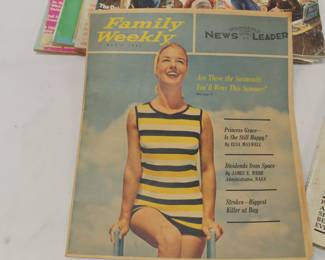 Family
Weekly
NEWS LEADER
Are These the Swimsuits
You'll Wear This Summer?
Princess Grace—
Is She Still Happy?
By ELSA MAXWELL
Dividends from Space
By JAMES E. WEBB
Administrator, NASA
Strokes—Biggest
Killer at Bay